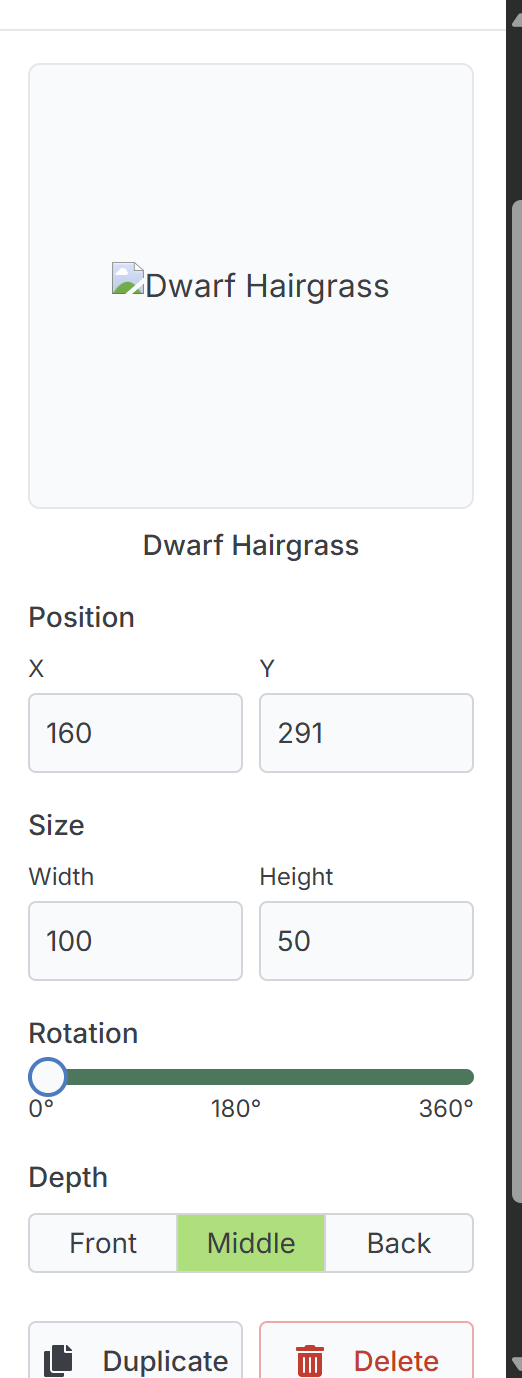 Dwarf Hairgrass
Dwarf Hairgrass
Position
X Y
160 291
Size
Width Height
100 50
Rotation
0° 180° 360°
Depth
Front Middle Back
Duplicate Delete